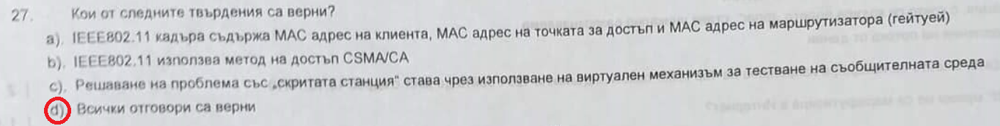 27. Кои от следните твърдения са верни?
a). IEEE802.11 кадъра съдържа MAC адрес на клиента, MAC адрес на точката за достъп и MAC адрес на маршрутизатора (гейтуей)
b). IEEE802.11 използва метод на достъп CSMA/CA
c). Решаване на проблема със „скритата станция“ става чрез използване на виртуален механизъм за тестване на съобщителната среда
d) Всички отговори са верни